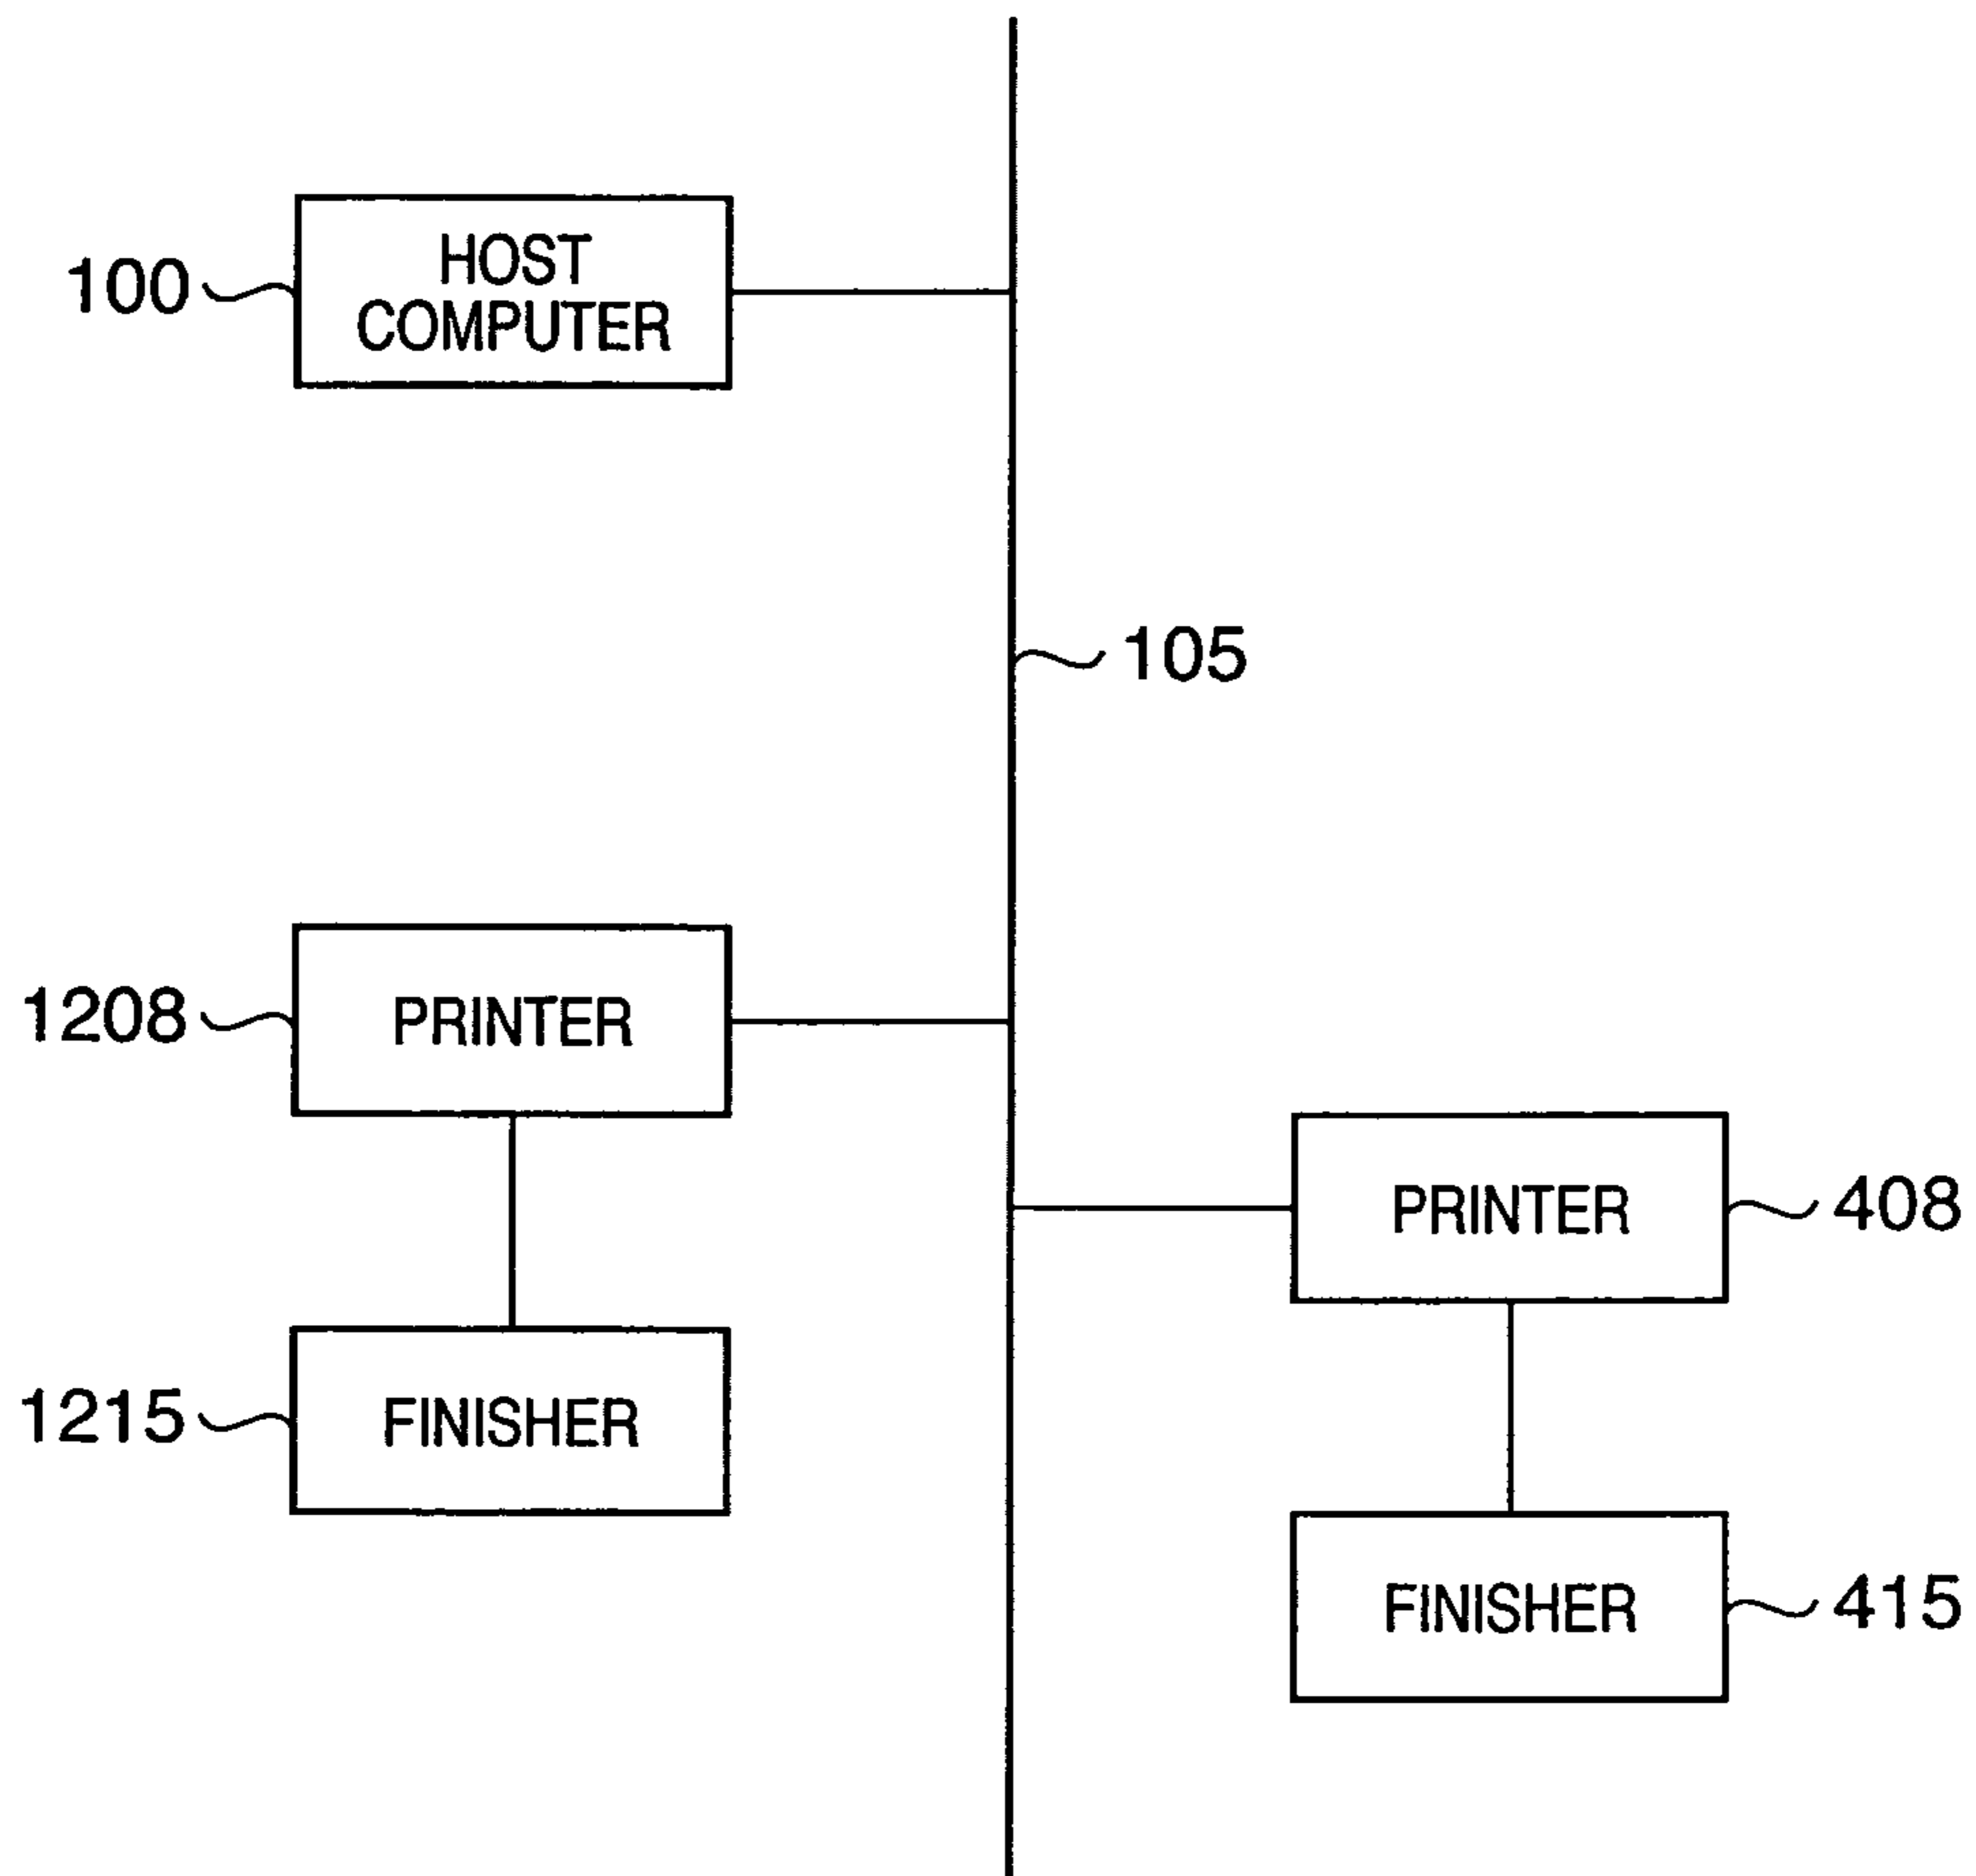 100
HOST
COMPUTER
105
1208
PRINTER
PRINTER
408
1215
FINISHER
FINISHER
415